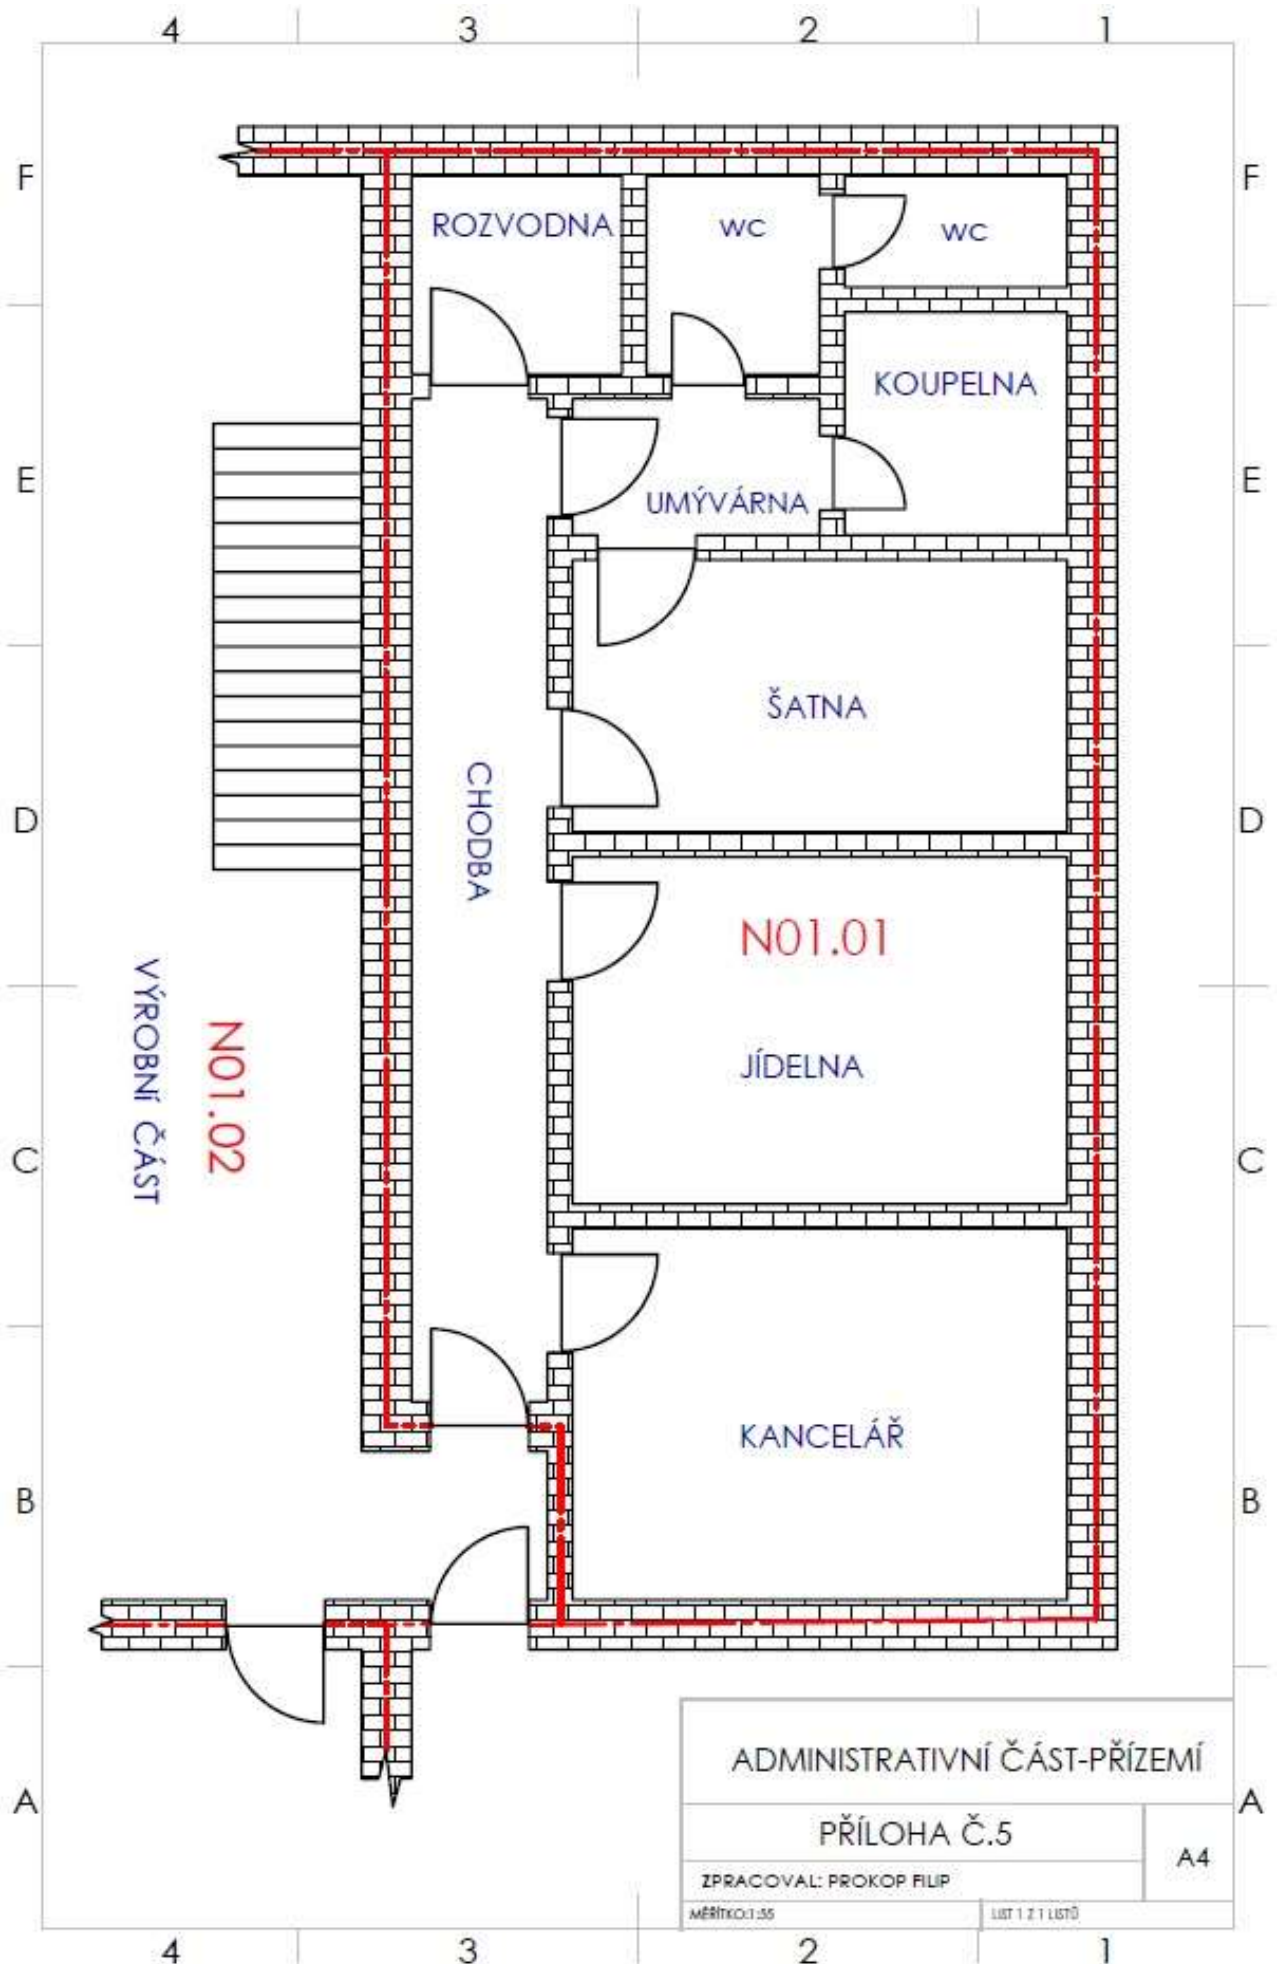 4 3 2 1
F F
ROZVODNA wc wc
KOUPELNA
E E
UMÝVÁRNA
ŠATNA
CHODBA
D D
N01.01
VÝROBNÍ ČÁST
N01.02
JÍDELNA
C C
KANCELÁŘ
B B
ADMINISTRATIVNÍ ČÁST-PŘÍZEMÍ
A A
PŘÍLOHA Č.5
A4
ZPRACOVAL: PROKOP FILIP
MĚŘÍTKO:1:55 LIST 1 Z 1 LISTŮ
4 3 2 1